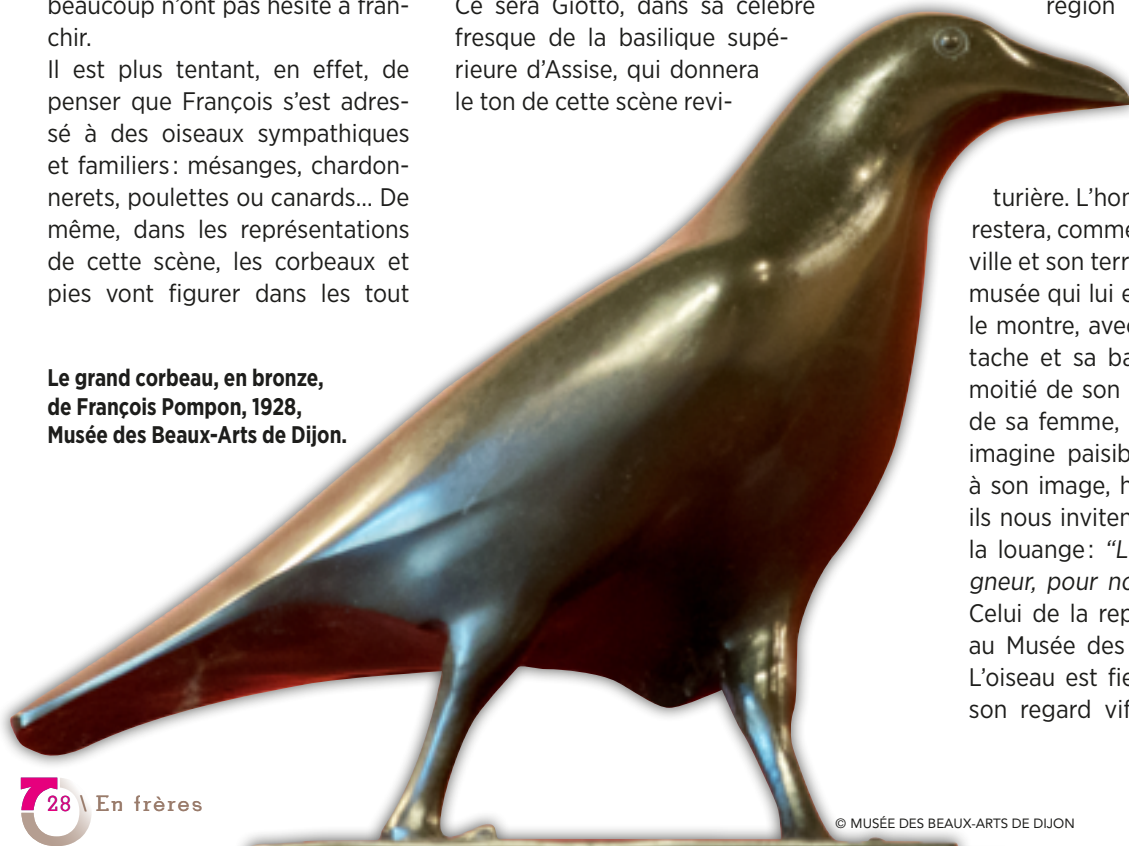 beaucoup n'ont pas hésité à fran-
chir.
Il est plus tentant, en effet, de
penser que François s'est adres-
sé à des oiseaux sympathiques
et familiers : mésanges, chardon-
nerets, poulettes ou canards... De
même, dans les représentations
de cette scène, les corbeaux et
pies vont figurer dans les tout
Le grand corbeau, en bronze,
de François Pompon, 1928,
Musée des Beaux-Arts de Dijon.
Ce sera Giotto, dans sa célèbre
fresque de la basilique supé-
rieure d'Assise, qui donnera
le ton de cette scène revi-
région
turière. L'hor
restera, comme
ville et son terr
musée qui lui e
le montre, avec
tache et sa ba
moitié de son
de sa femme,
imagine paisib
à son image, h
ils nous inviten
la louange : "L
gneur, pour no
Celui de la rep
au Musée des
L'oiseau est fie
son regard vif
28 \ En frères
© MUSÉE DES BEAUX-ARTS DE DIJON